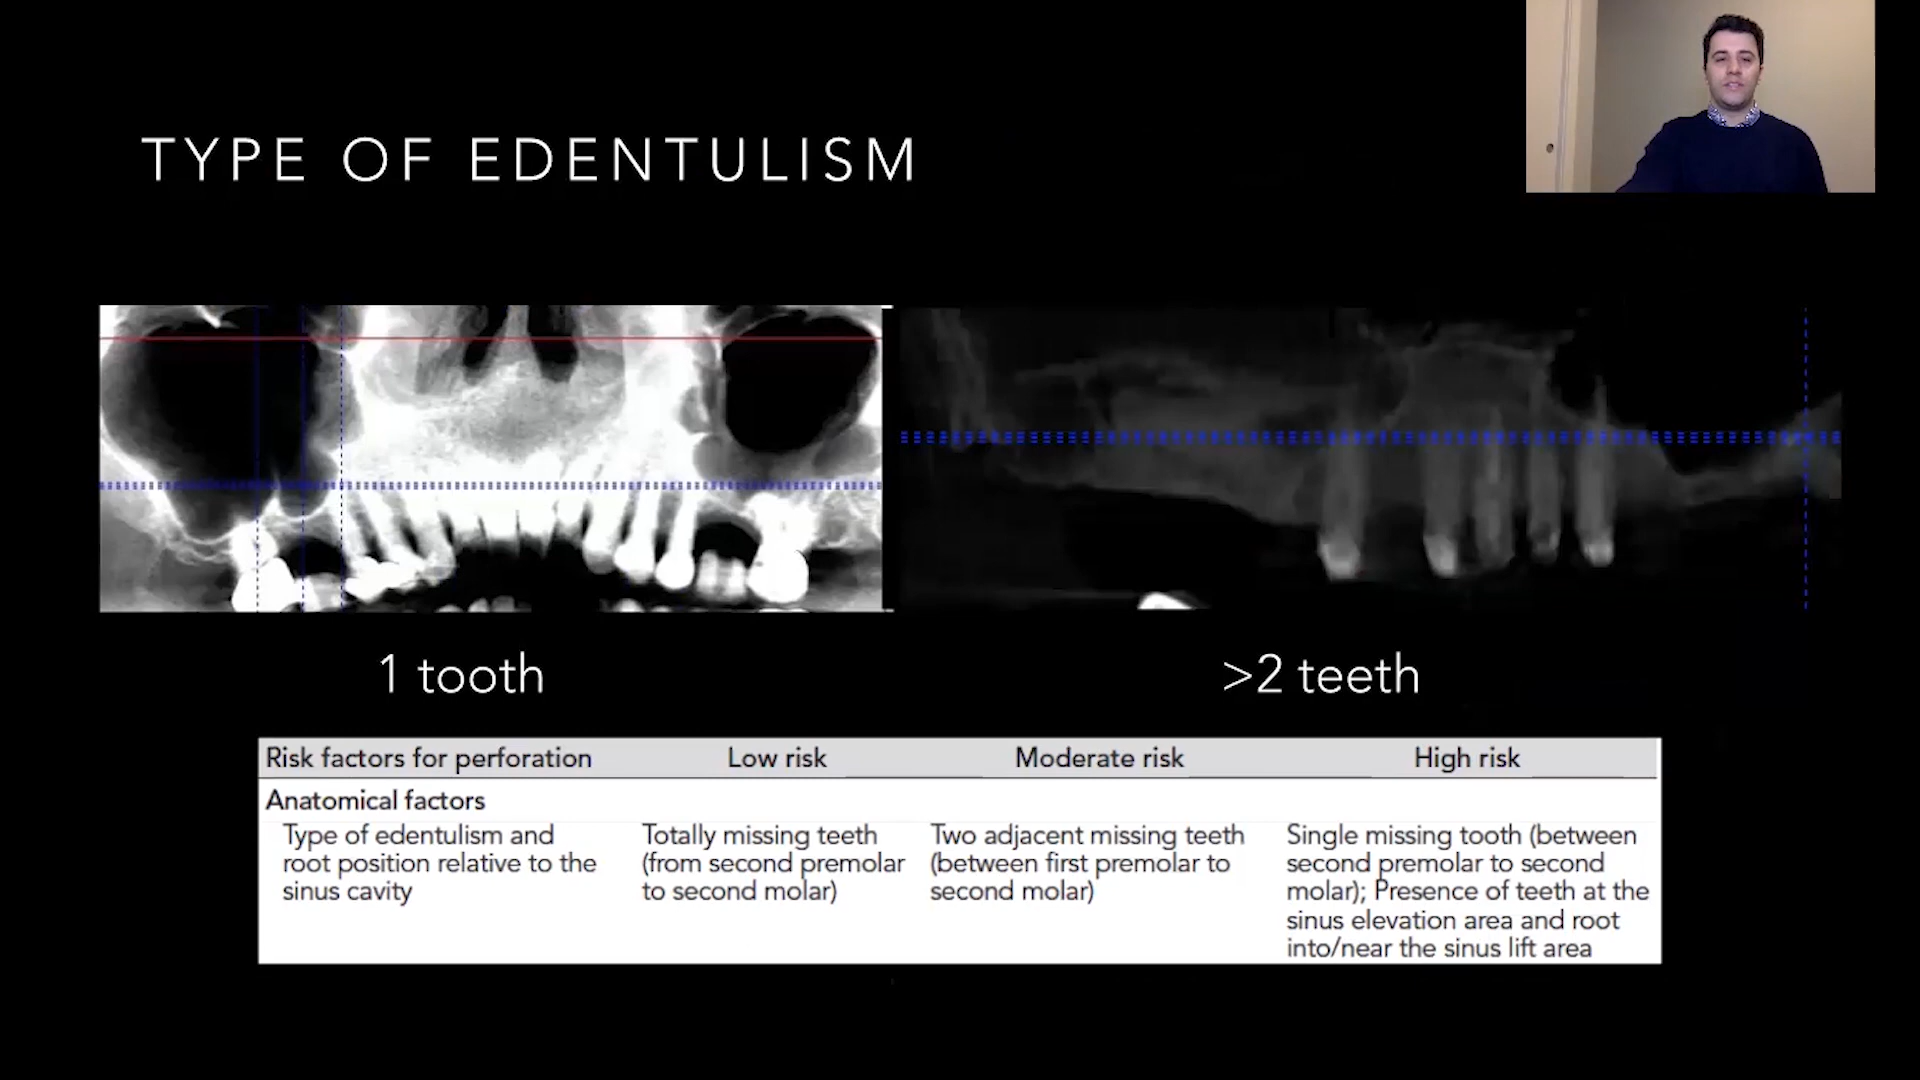 TYPE OF EDENTULISM
1 tooth
>2 teeth
Risk factors for perforation Low risk Moderate risk High risk
Anatomical factors
Type of edentulism and Totally missing teeth Two adjacent missing teeth Single missing tooth (between
root position relative to the (from second premolar (between first premolar to second premolar to second
sinus cavity to second molar) second molar) molar); Presence of teeth at the
sinus elevation area and root
into/near the sinus lift area